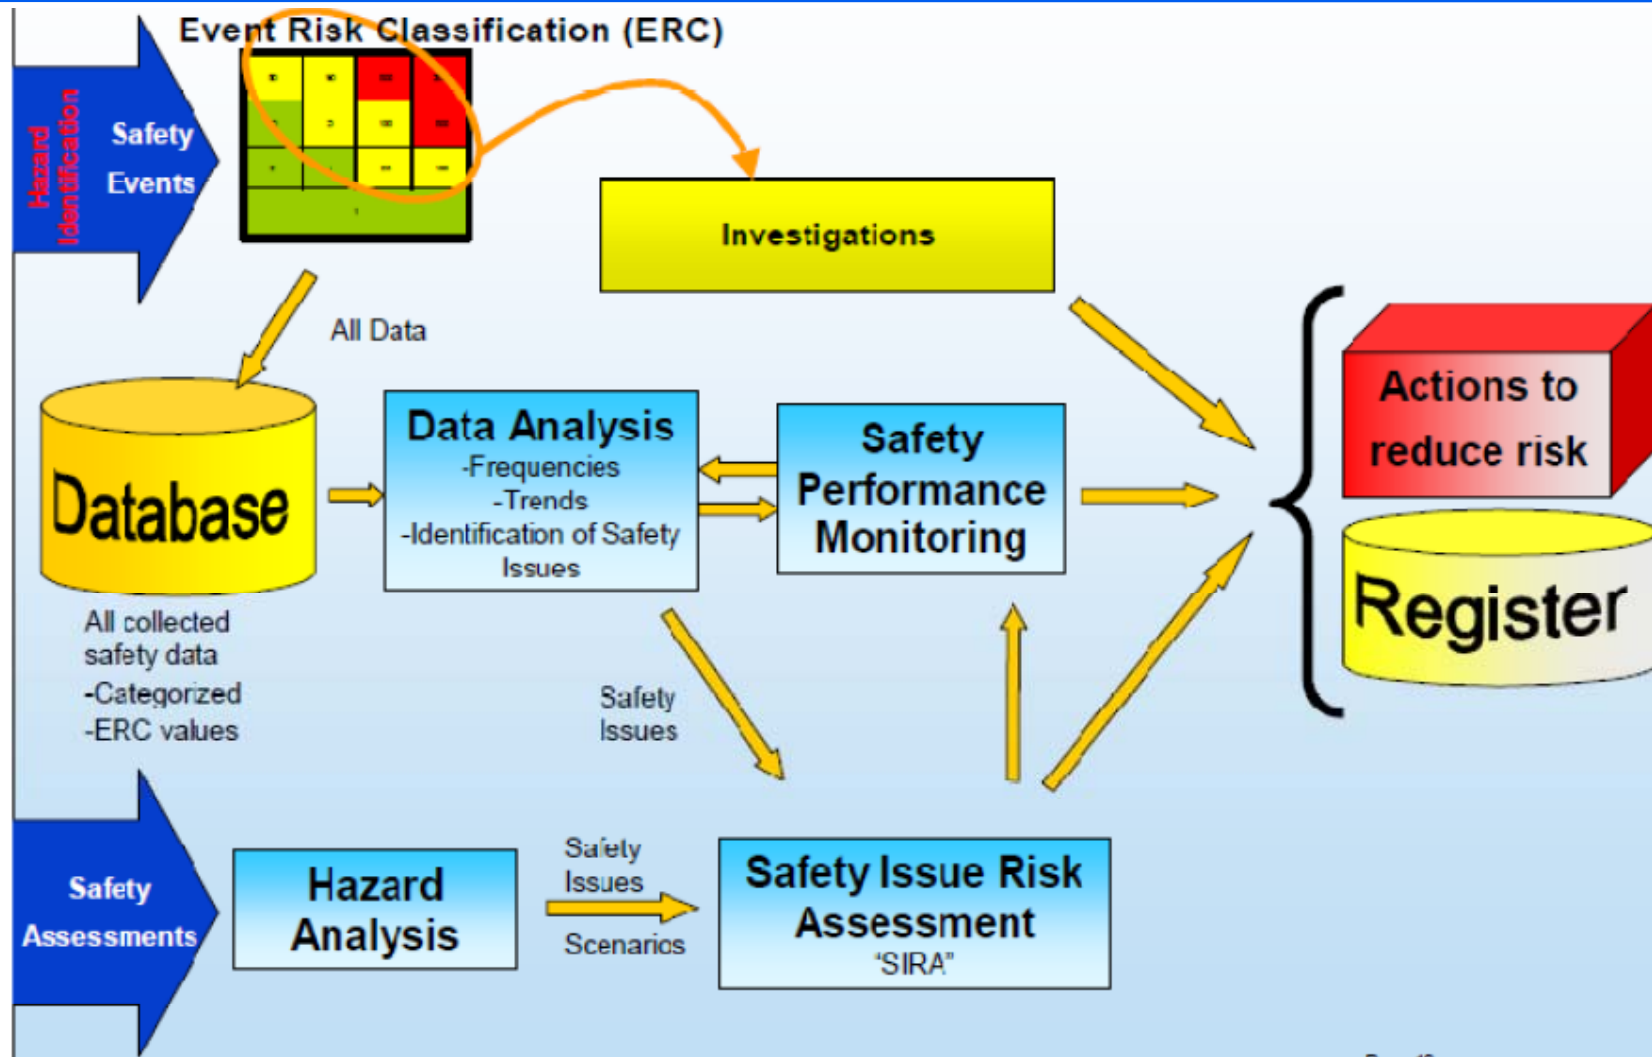 Event Risk Classification (ERC)
Hazard
Identification
Safety
Events
Investigations
All Data
Database
Data Analysis
-Frequencies
-Trends
-Identification of Safety
Issues
Safety
Performance
Monitoring
Actions to
reduce risk
Register
All collected
safety data
-Categorized
-ERC values
Safety
Issues
Safety
Assessments
Hazard
Analysis
Safety
Issues
Scenarios
Safety Issue Risk
Assessment
“SIRA”